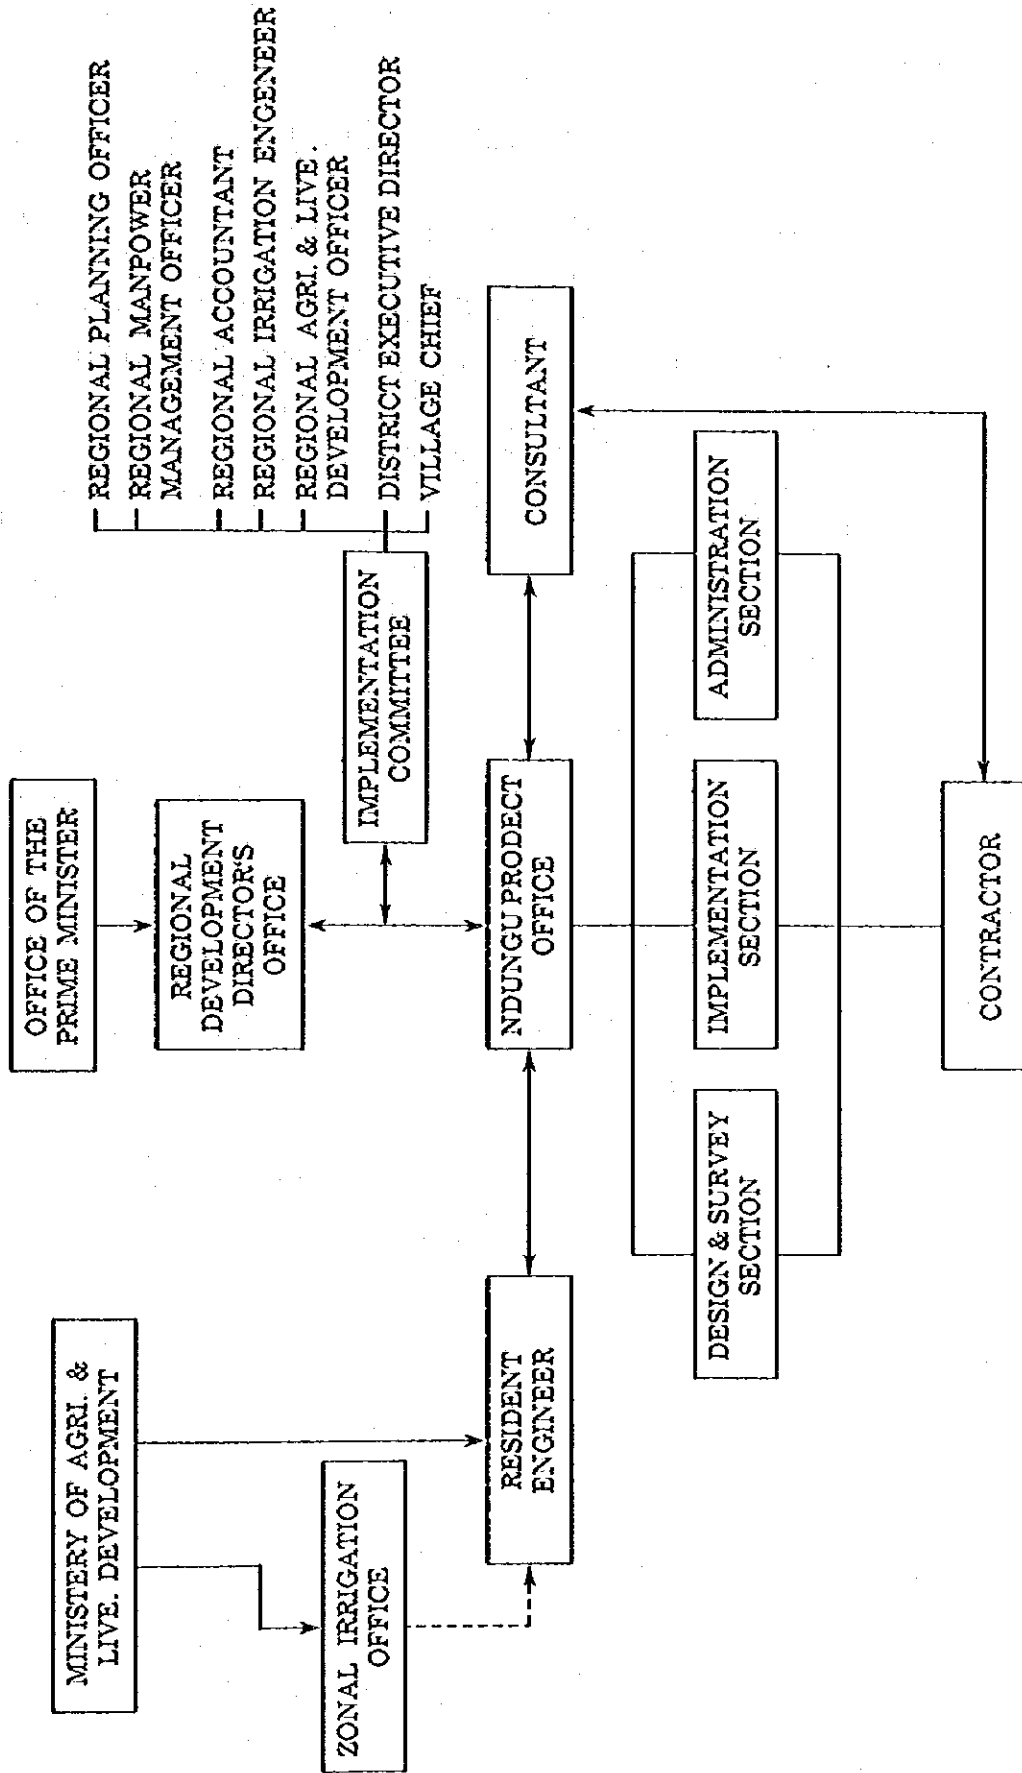 OFFICE OF THE
PRIME MINISTER
REGIONAL
DEVELOPMENT
DIRECTOR'S
OFFICE
REGIONAL PLANNING OFFICER
REGIONAL MANPOWER
MANAGEMENT OFFICER
REGIONAL ACCOUNTANT
REGIONAL IRRIGATION ENGENEER
REGIONAL AGRI. & LIVE.
DEVELOPMENT OFFICER
DISTRICT EXECUTIVE DIRECTOR
VILLAGE CHIEF
IMPLEMENTATION
COMMITTEE
MINISTERY OF AGRI. &
LIVE. DEVELOPMENT
ZONAL IRRIGATION
OFFICE
RESIDENT
ENGINEER
NDUNGU PRODECT
OFFICE
CONSULTANT
DESIGN & SURVEY
SECTION
IMPLEMENTATION
SECTION
ADMINISTRATION
SECTION
CONTRACTOR